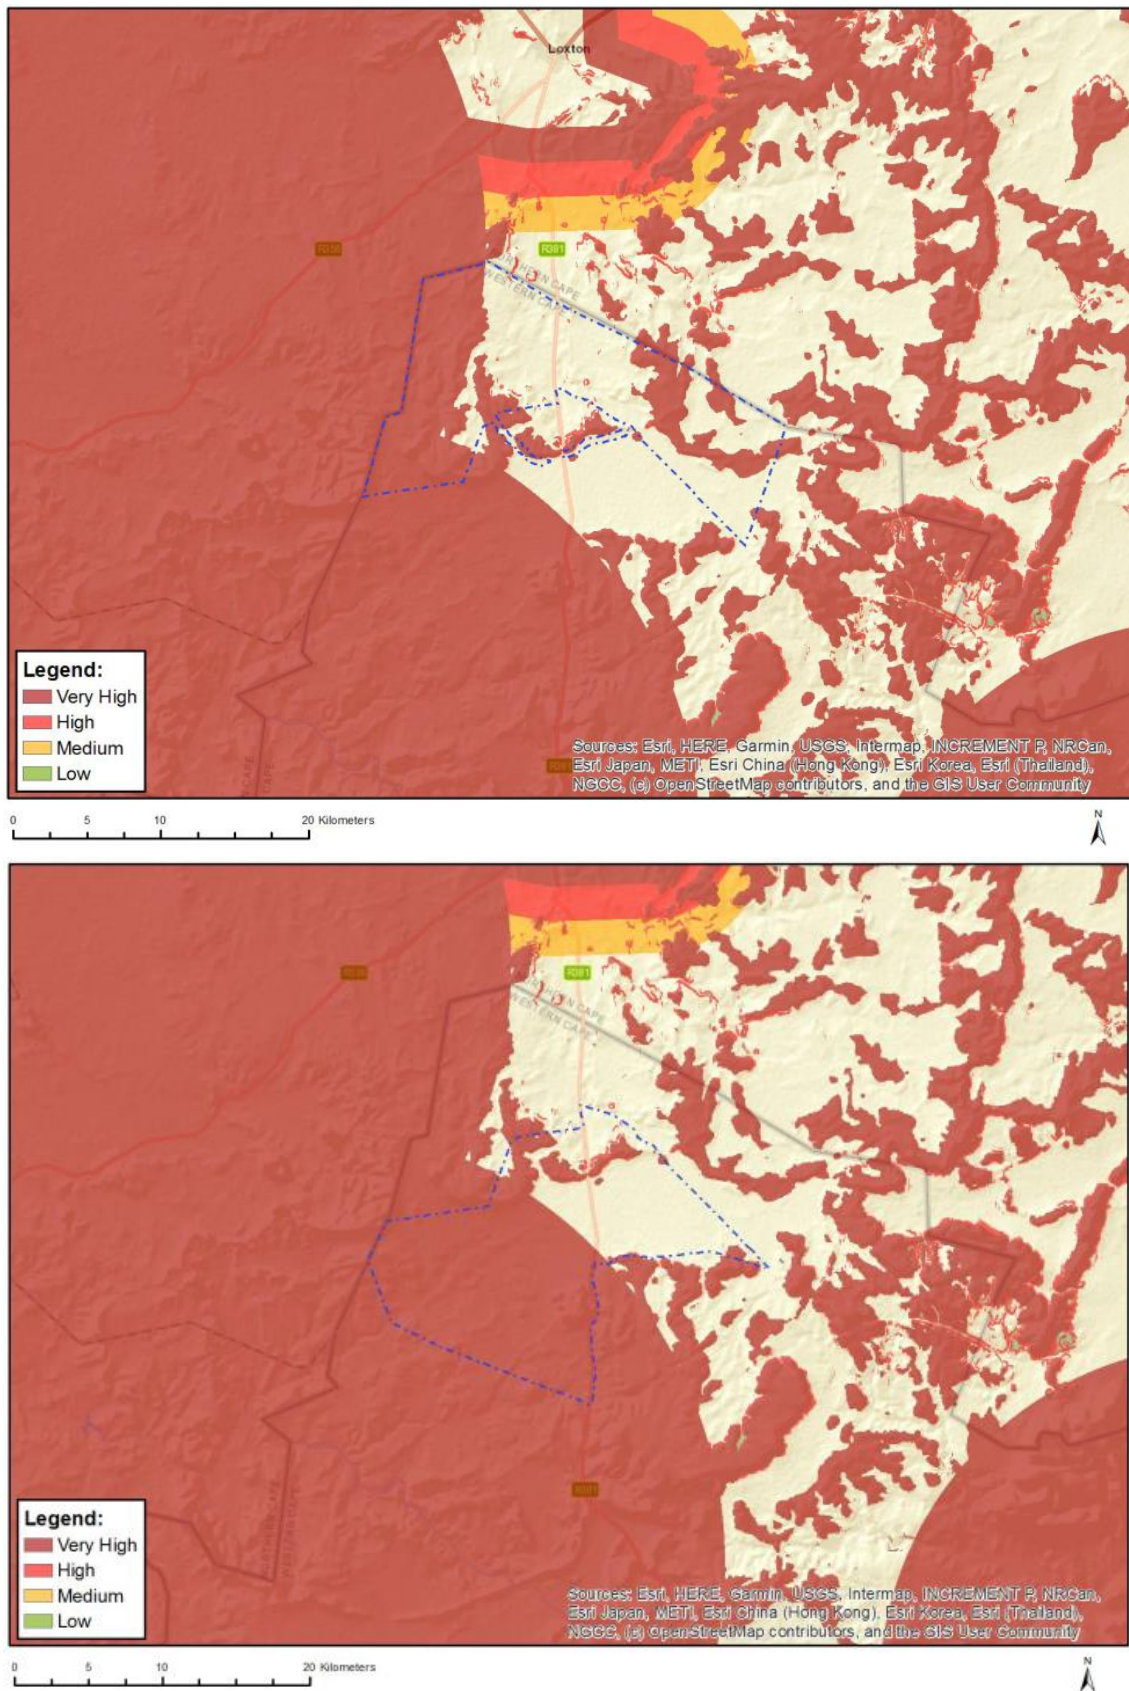 Loxton
R381
NORTHERN CAPE
WESTERN CAPE
Legend:
Very High
High
Medium
Low
Sources: Esri, HERE, Garmin, USGS, Intermap, INCREMENT P, NRCan,
Esri Japan, METI, Esri China (Hong Kong), Esri Korea, Esri (Thailand),
NGCC, (c) OpenStreetMap contributors, and the GIS User Community
0 5 10 20 Kilometers
N
R381
NORTHERN CAPE
WESTERN CAPE
R381
Legend:
Very High
High
Medium
Low
NORTHERN CAPE
WESTERN CAPE
Sources: Esri, HERE, Garmin, USGS, Intermap, INCREMENT P, NRCan,
Esri Japan, METI, Esri China (Hong Kong), Esri Korea, Esri (Thailand),
NGCC, (c) OpenStreetMap contributors, and the GIS User Community
0 5 10 20 Kilometers
N